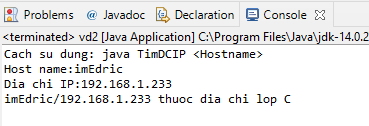 Problems @ Javadoc Declaration Console
<terminated> vd2 [Java Application] C:\Program Files\Java\jdk-14.0.2
Cach su dung: java TimDCIP <Hostname>
Host name:imEdric
Dia chi IP:192.168.1.233
imEdric/192.168.1.233 thuoc dia chi lop C